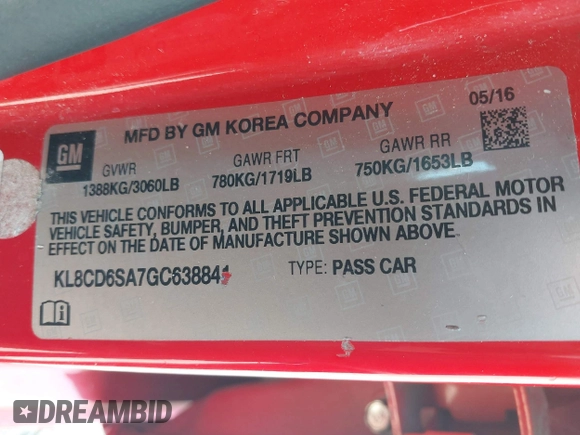 MFD BY GM KOREA COMPANY
05/16
GM
GVWR
GAWR FRT
GAWR RR
1388KG/3060LB
780KG/1719LB
750KG/1653LB
THIS VEHICLE CONFORMS TO ALL APPLICABLE U.S. FEDERAL MOTOR
VEHICLE SAFETY, BUMPER, AND THEFT PREVENTION STANDARDS IN
EFFECT ON THE DATE OF MANUFACTURE SHOWN ABOVE.
KL8CD6SA7GC638841
TYPE: PASS CAR
DREAMBID